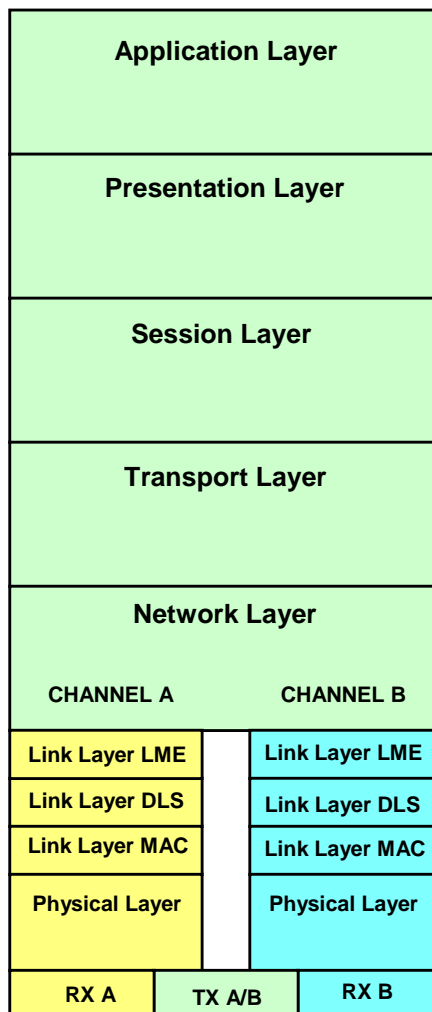 Application Layer
Presentation Layer
Session Layer
Transport Layer
Network Layer
CHANNEL A
CHANNEL B
Link Layer LME
Link Layer DLS
Link Layer MAC
Physical Layer
Link Layer LME
Link Layer DLS
Link Layer MAC
Physical Layer
RX A
TX A/B
RX B